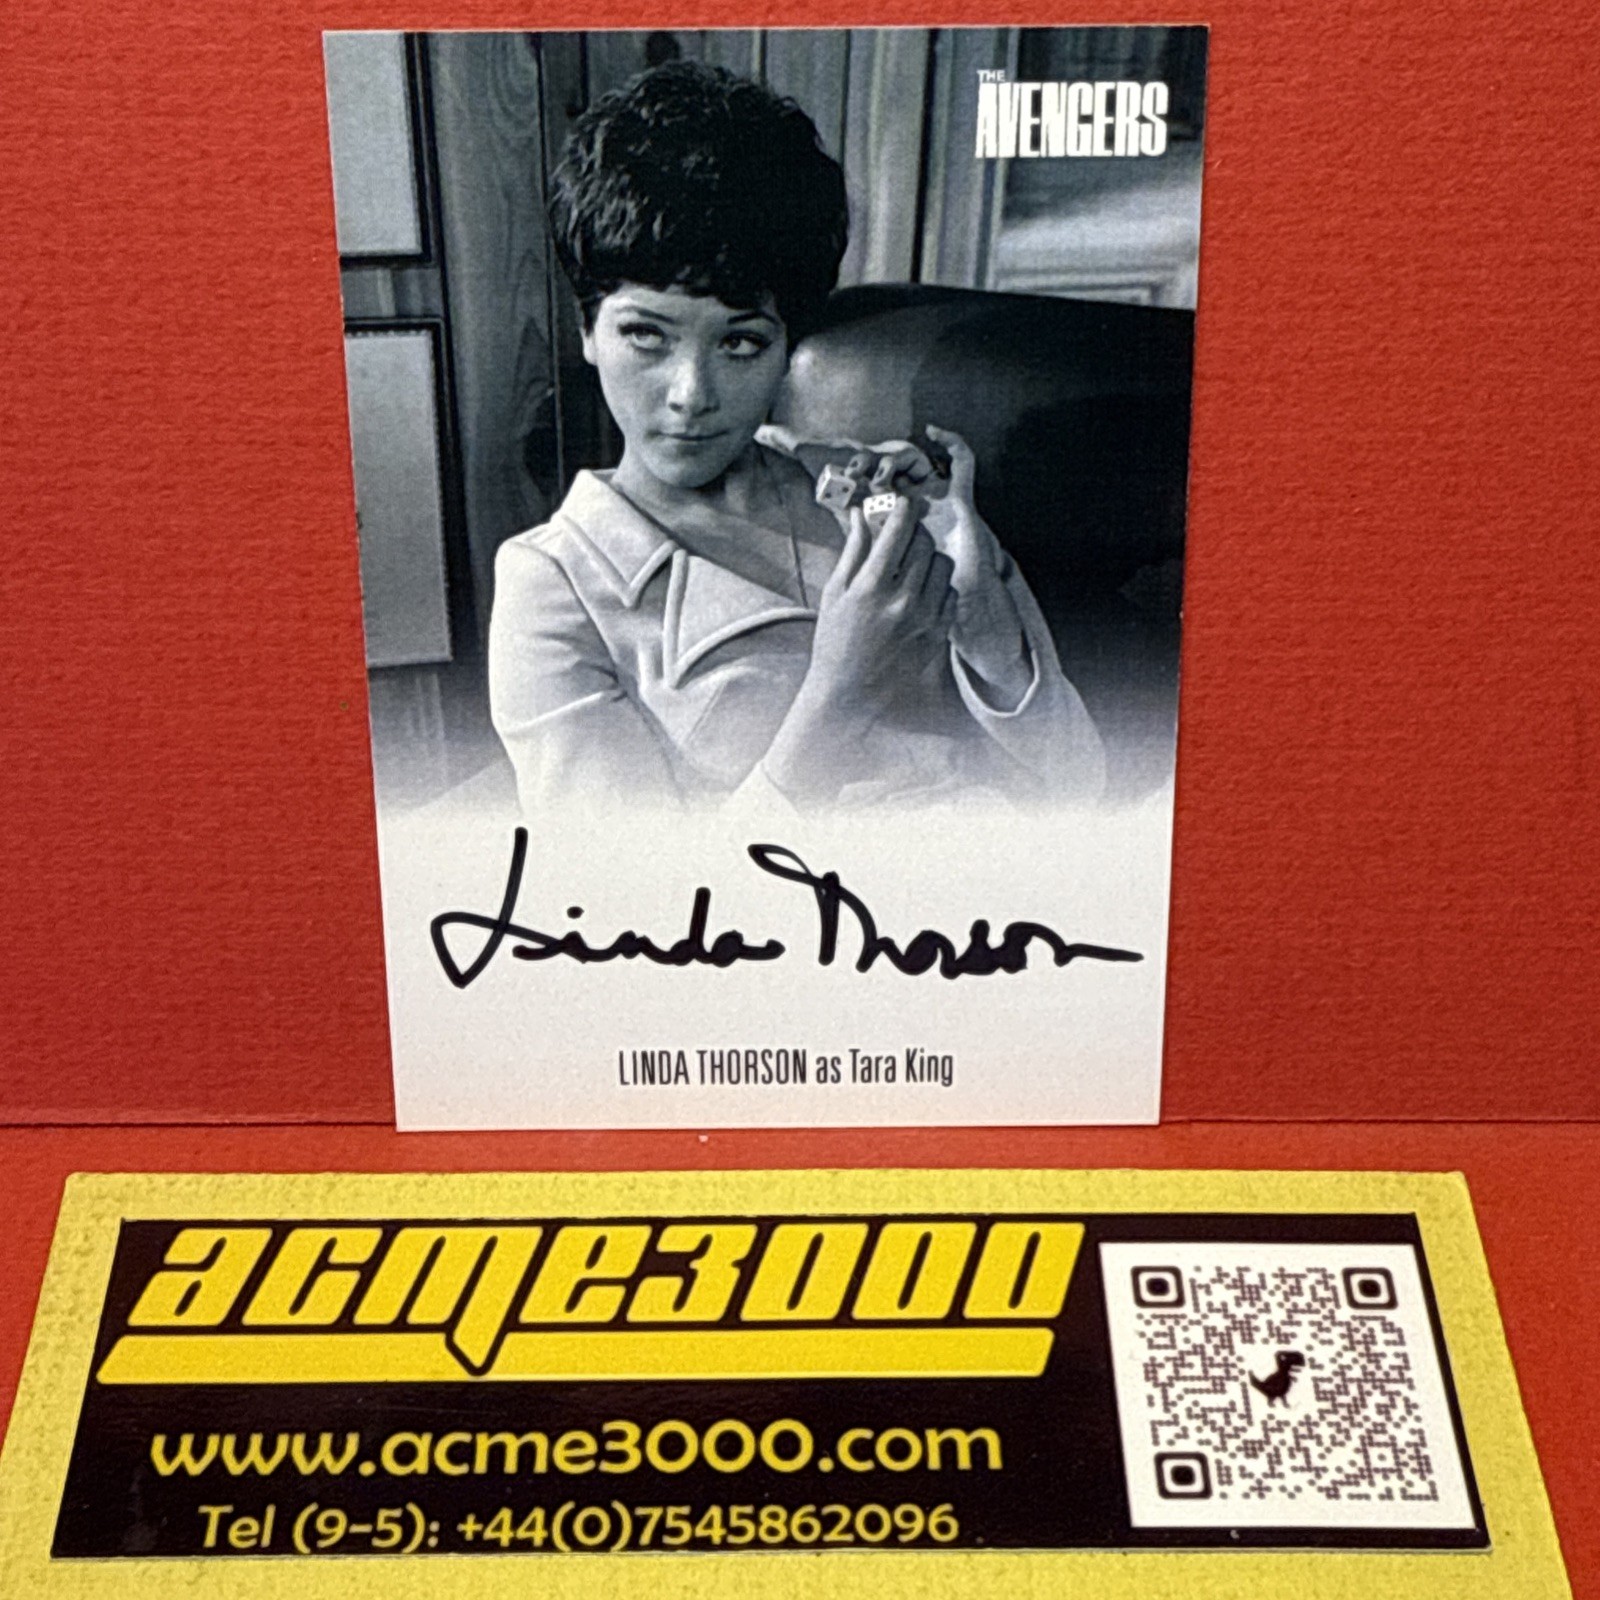 THE
AVENGERS
Linda Thorson
LINDA THORSON as Tara King
acme3000
www.acme3000.com
Tel (9-5): +44(0)7545862096